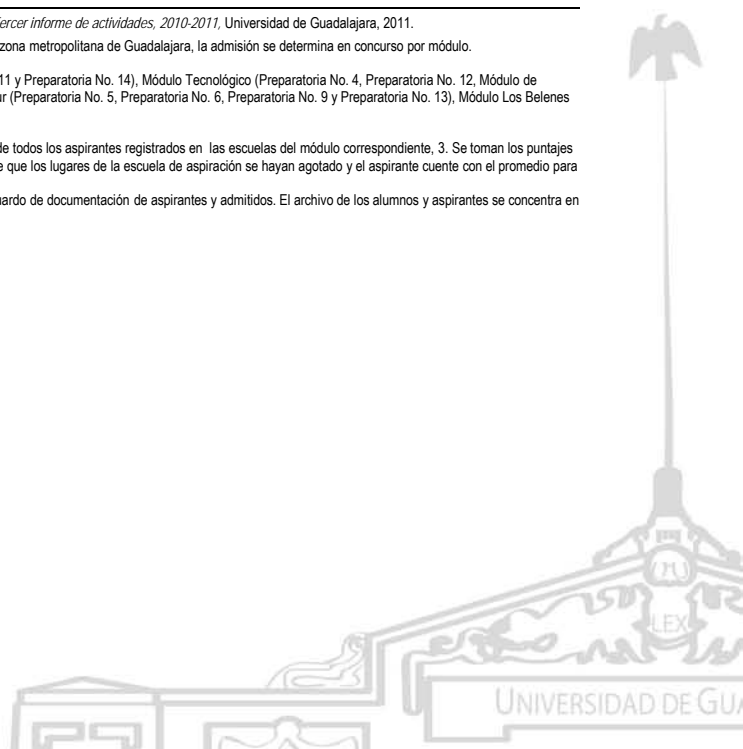 ercer informe de actividades, 2010-2011, Universidad de Guadalajara, 2011.
zona metropolitana de Guadalajara, la admisión se determina en concurso por módulo.
11 y Preparatoria No. 14), Módulo Tecnológico (Preparatoria No. 4, Preparatoria No. 12, Módulo de
ur (Preparatoria No. 5, Preparatoria No. 6, Preparatoria No. 9 y Preparatoria No. 13), Módulo Los Belenes
de todos los aspirantes registrados en las escuelas del módulo correspondiente, 3. Se toman los puntajes
e que los lugares de la escuela de aspiración se hayan agotado y el aspirante cuente con el promedio para
uardo de documentación de aspirantes y admitidos. El archivo de los alumnos y aspirantes se concentra en
LEX
UNIVERSIDAD DE GUA